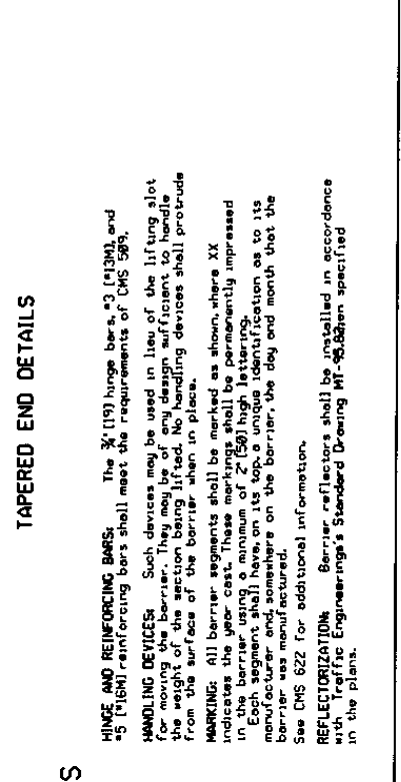 TAPERED END DETAILS
S
HINGE AND REINFORCING BARS: The ¾"[19] hinge bars, #3 [#13M], and
#5 [#16M] reinforcing bars shall meet the requirements of CMS 509.
HANDLING DEVICES: Such devices may be used in lieu of the lifting slot
for moving the barrier. They may be of any design sufficient to handle
the weight of the section being lifted. No handling devices shall protrude
from the surface of the barrier when in place.
MARKING: All barrier segments shall be marked as shown, where XX
indicates the year cast. These markings shall be permanently impressed
in the barrier using a minimum of 2"[50] high lettering.
Each segment shall have, on its top, a unique identification as to its
manufacturer and, somewhere on the barrier, the day and month that the
barrier was manufactured.
See CMS 622 for additional information.
REFLECTORIZATION: Barrier reflectors shall be installed in accordance
with Traffic Engineering's Standard Drawing specified
in the plans.